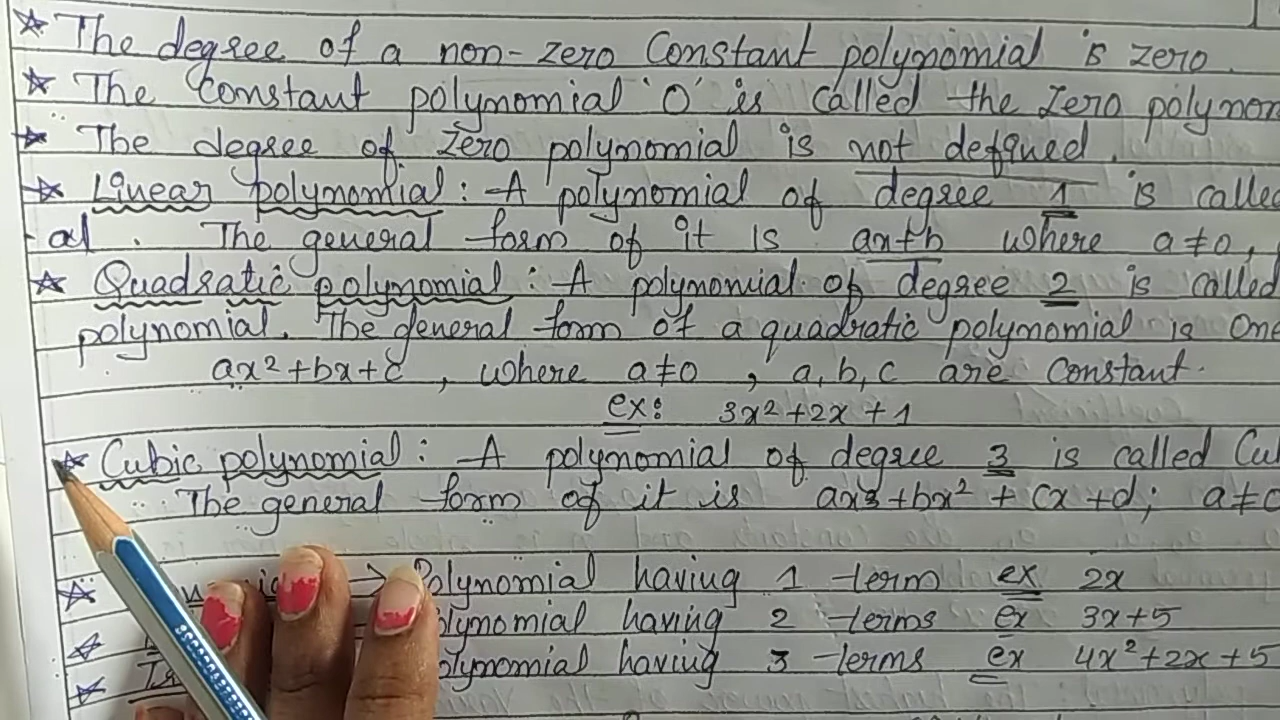 ☆ The degree of a non-zero Constant polynomial is zero.
☆ The Constant polynomial 'O' is called the Zero polynom
☆ The degree of Zero polynomial is not defined.
☆ Linear polynomial : - A polynomial of degree 1 is called
al. The general form of it is ax+b where a≠0,
☆ Quadratic polynomial : - A polynomial of degree 2 is called
polynomial. The general form of a quadratic polynomial is One
ax²+bx+c, where a≠0, a, b, c are Constant.
ex: 3x²+2x+1
☆ Cubic polynomial : - A polynomial of degree 3 is called Cu
The general form of it is ax3+bx²+cx+d; a≠0
☆ → Polynomial having 1 term ex 2x
☆ olynomial having 2 -terms ex 3x+5
☆ olynomial having 3 -terms ex 4x²+2x+5